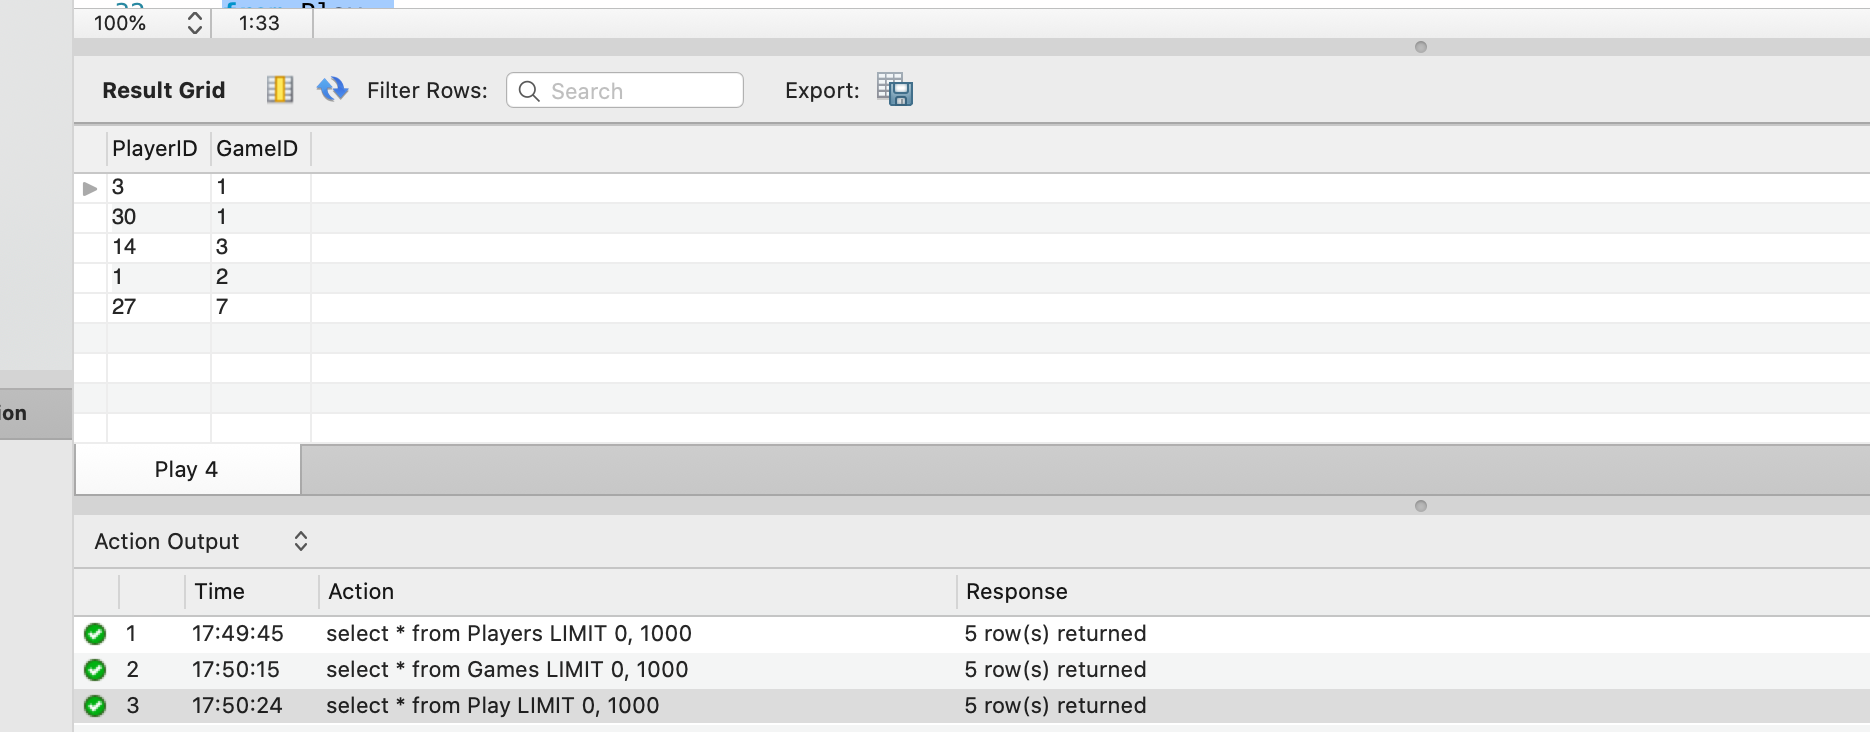 100% 1:33
Result Grid Filter Rows: Search Export:
PlayerID GameID
3 1
30 1
14 3
1 2
27 7
ion
Play 4
Action Output
Time Action Response
1 17:49:45 select * from Players LIMIT 0, 1000 5 row(s) returned
2 17:50:15 select * from Games LIMIT 0, 1000 5 row(s) returned
3 17:50:24 select * from Play LIMIT 0, 1000 5 row(s) returned